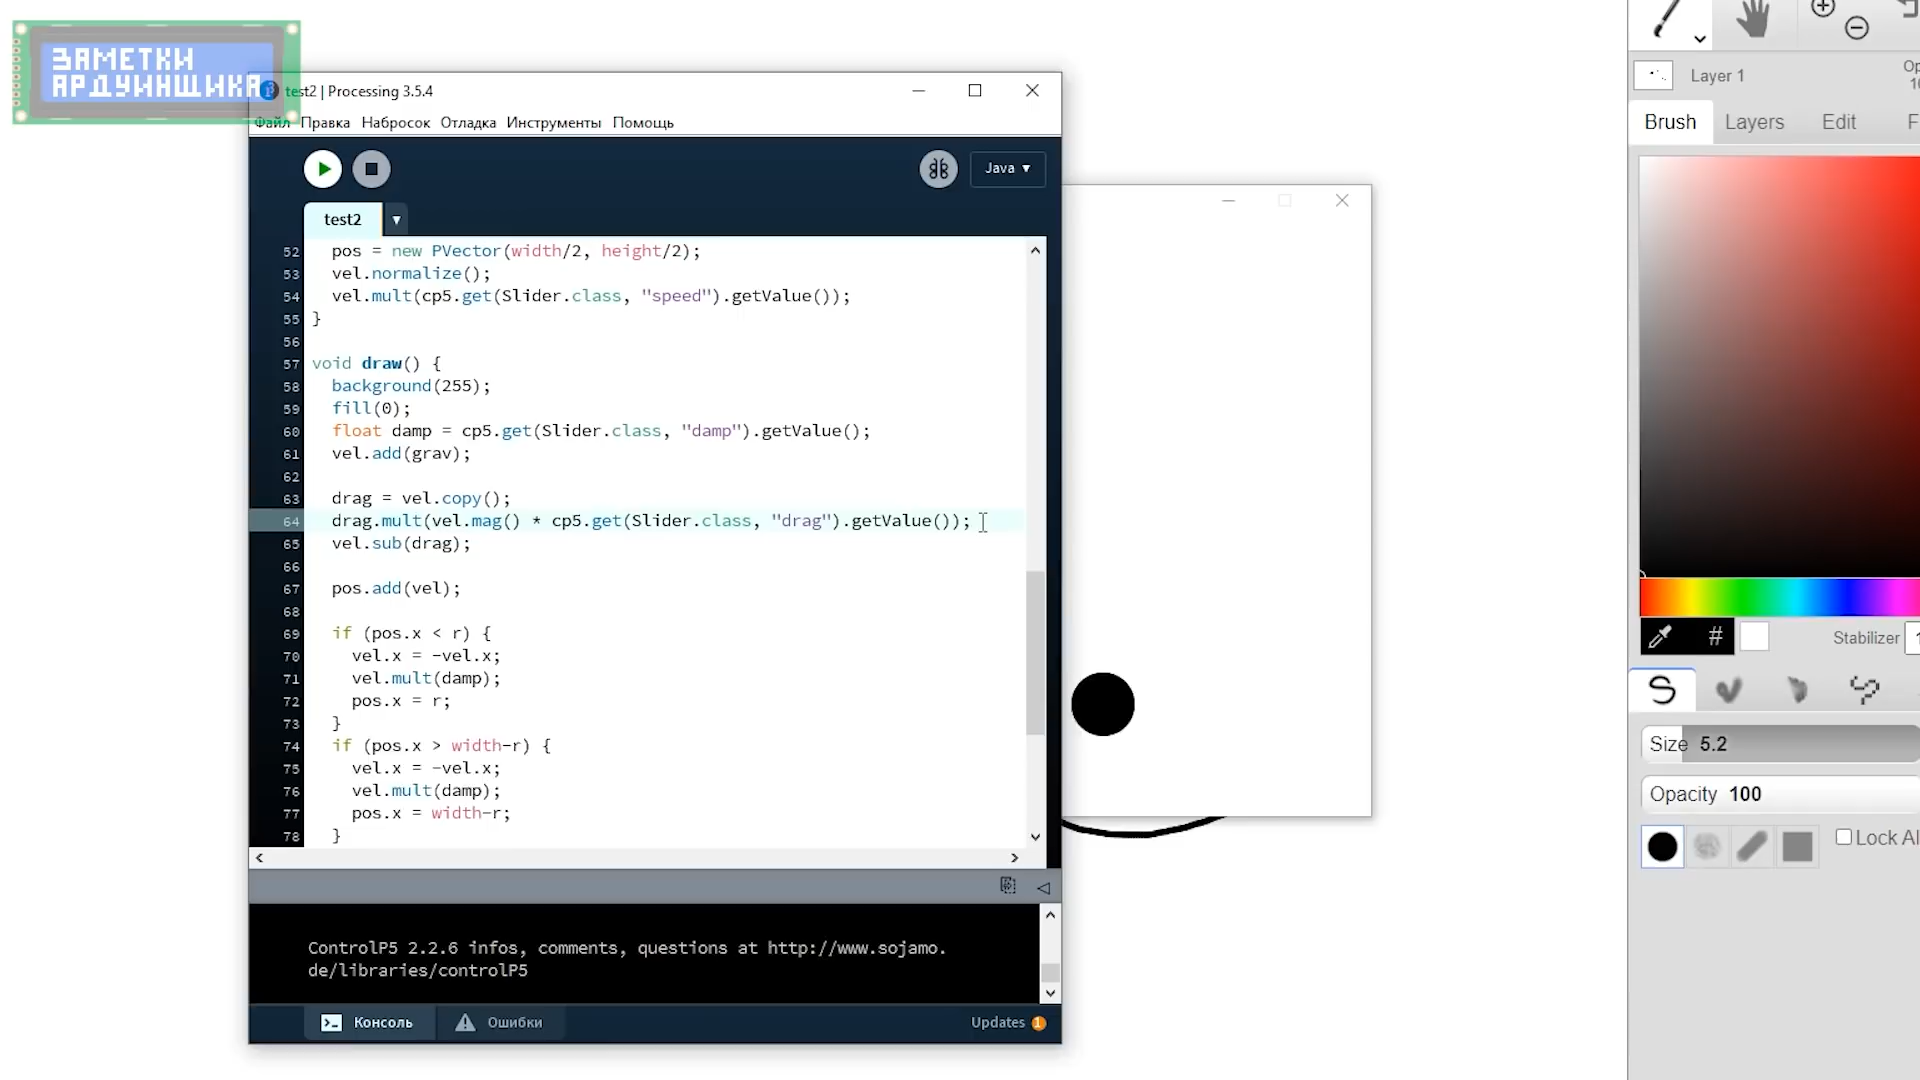 ЗАМЕТКИ
АРДУИНЩИКА
test2 | Processing 3.5.4
Файл Правка Набросок Отладка Инструменты Помощь
Java ▾
test2
52 pos = new PVector(width/2, height/2);
53 vel.normalize();
54 vel.mult(cp5.get(Slider.class, "speed").getValue());
55 }
56
57 void draw() {
58 background(255);
59 fill(0);
60 float damp = cp5.get(Slider.class, "damp").getValue();
61 vel.add(grav);
62
63 drag = vel.copy();
64 drag.mult(vel.mag() * cp5.get(Slider.class, "drag").getValue());
65 vel.sub(drag);
66
67 pos.add(vel);
68
69 if (pos.x < r) {
70 vel.x = -vel.x;
71 vel.mult(damp);
72 pos.x = r;
73 }
74 if (pos.x > width-r) {
75 vel.x = -vel.x;
76 vel.mult(damp);
77 pos.x = width-r;
78 }
ControlP5 2.2.6 infos, comments, questions at http://www.sojamo.
de/libraries/controlP5
Консоль Ошибки Updates 1
Layer 1
Brush Layers Edit
# Stabilizer
Size 5.2
Opacity 100
Lock